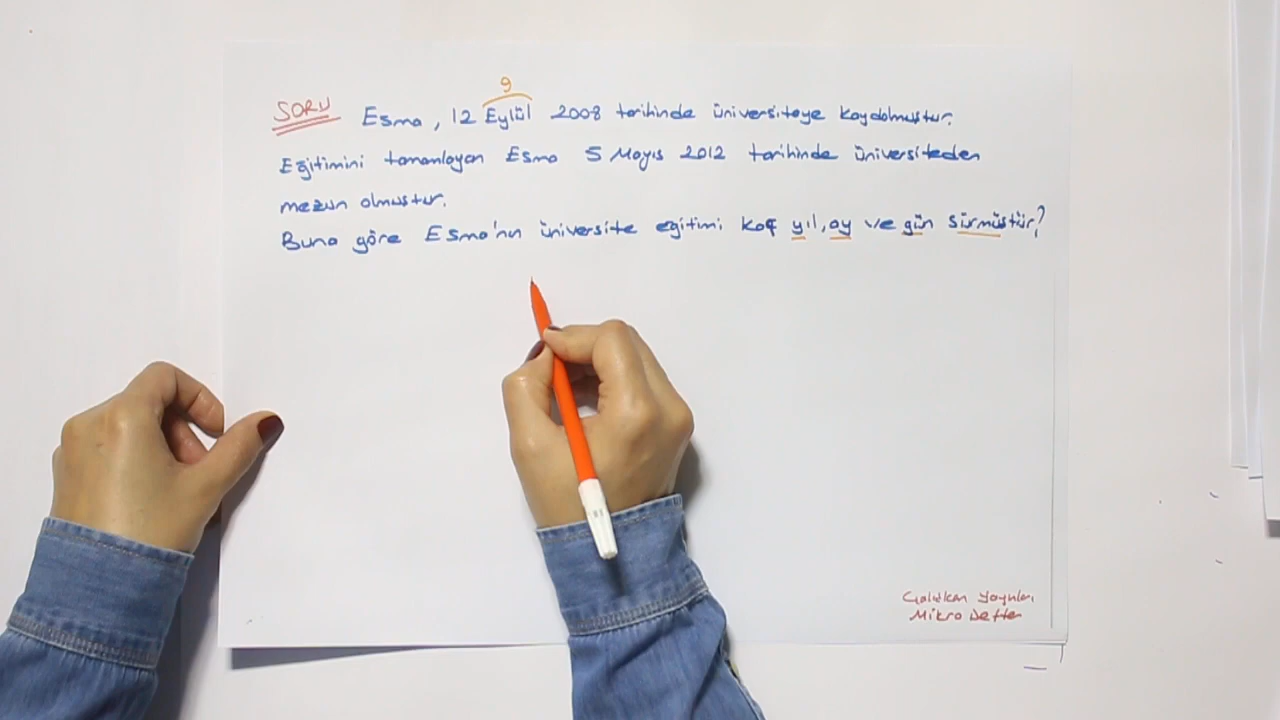 9
SORU Esma, 12 Eylül 2008 tarihinde üniversiteye kaydolmuştur.
Eğitimini tamamlayan Esma 5 Mayıs 2012 tarihinde üniversiteden
mezun olmuştur.
Buna göre Esma'nın üniversite eğitimi kaç yıl, ay ve gün sürmüştür?
Çalışkan Yayınları
Mikro Defter